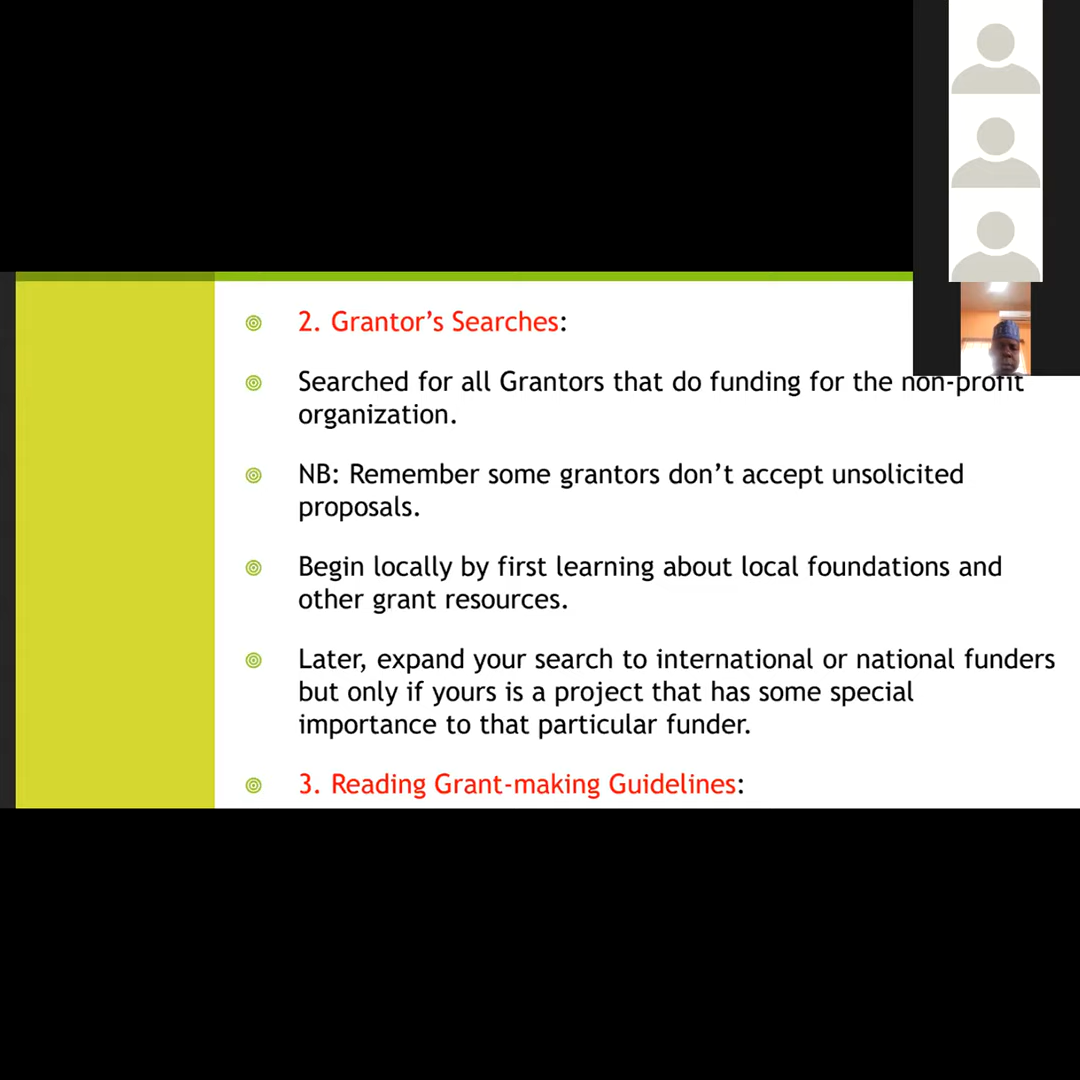 2. Grantor’s Searches:
Searched for all Grantors that do funding for the non-profit
organization.
NB: Remember some grantors don’t accept unsolicited
proposals.
Begin locally by first learning about local foundations and
other grant resources.
Later, expand your search to international or national funders
but only if yours is a project that has some special
importance to that particular funder.
3. Reading Grant-making Guidelines: